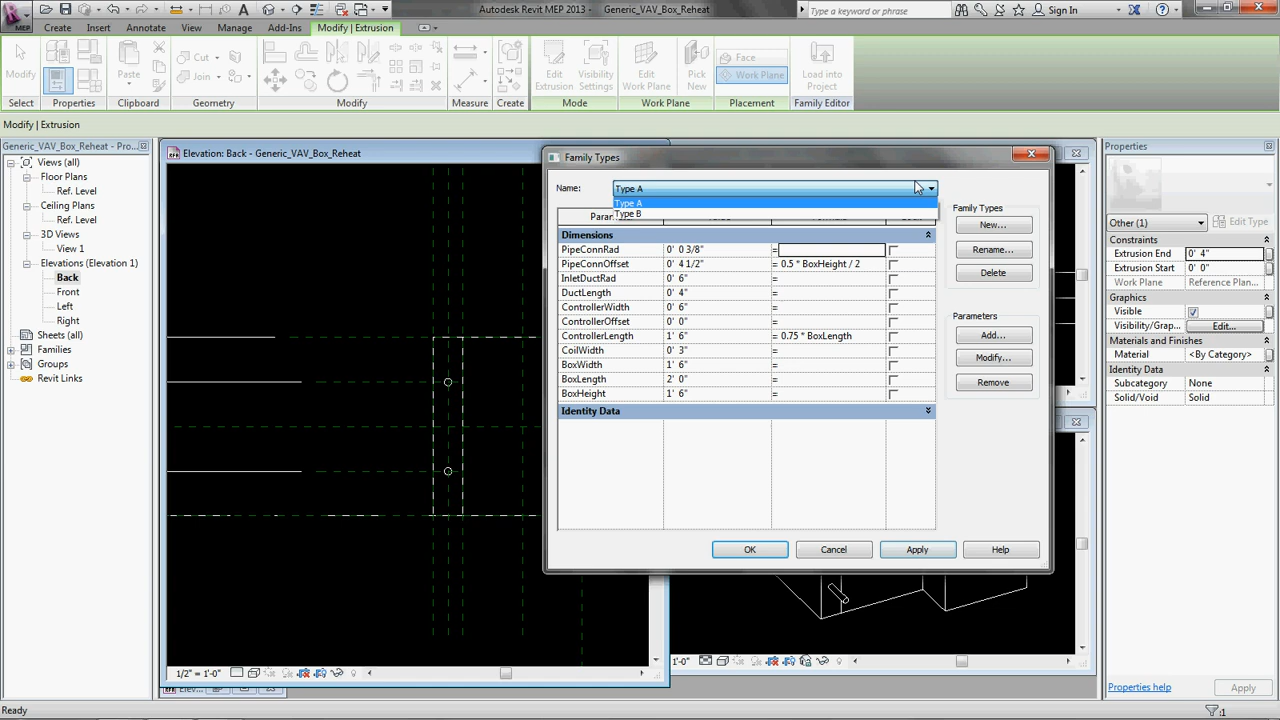 Autodesk Revit MEP 2013 - Generic_VAV_Box_Reheat
Type a keyword or phrase
Sign In
MEP
Create Insert Annotate View Manage Add-Ins Modify | Extrusion
Modify
Paste
Cut
Join
Edit Extrusion
Visibility Settings
Edit Work Plane
Pick New
Face
Work Plane
Load into Project
Select Properties Clipboard Geometry Modify Measure Create Mode Work Plane Placement Family Editor
Modify | Extrusion
Generic_VAV_Box_Reheat - Pro...
Views (all)
Floor Plans
Ref. Level
Ceiling Plans
Ref. Level
3D Views
View 1
Elevations (Elevation 1)
Back
Front
Left
Right
Sheets (all)
Families
Groups
Revit Links
Elevation: Back - Generic_VAV_Box_Reheat
1/2" = 1'-0"
Elev...
Family Types
Name: Type A
Type A
Type B
Dimensions
PipeConnRad 0' 0 3/8" =
PipeConnOffset 0' 4 1/2" = 0.5 * BoxHeight / 2
InletDuctRad 0' 6" =
DuctLength 0' 4" =
ControllerWidth 0' 6" =
ControllerOffset 0' 0" =
ControllerLength 1' 6" = 0.75 * BoxLength
CoilWidth 0' 3" =
BoxWidth 1' 6" =
BoxLength 2' 0" =
BoxHeight 1' 6" =
Identity Data
Family Types
New...
Rename...
Delete
Parameters
Add...
Modify...
Remove
OK Cancel Apply Help
'-0"
Properties
Other (1) Edit Type
Constraints
Extrusion End 0' 4"
Extrusion Start 0' 0"
Work Plane Reference Plan...
Graphics
Visible
Visibility/Grap... Edit...
Materials and Finishes
Material <By Category>
Identity Data
Subcategory None
Solid/Void Solid
Properties help Apply
Ready
:1